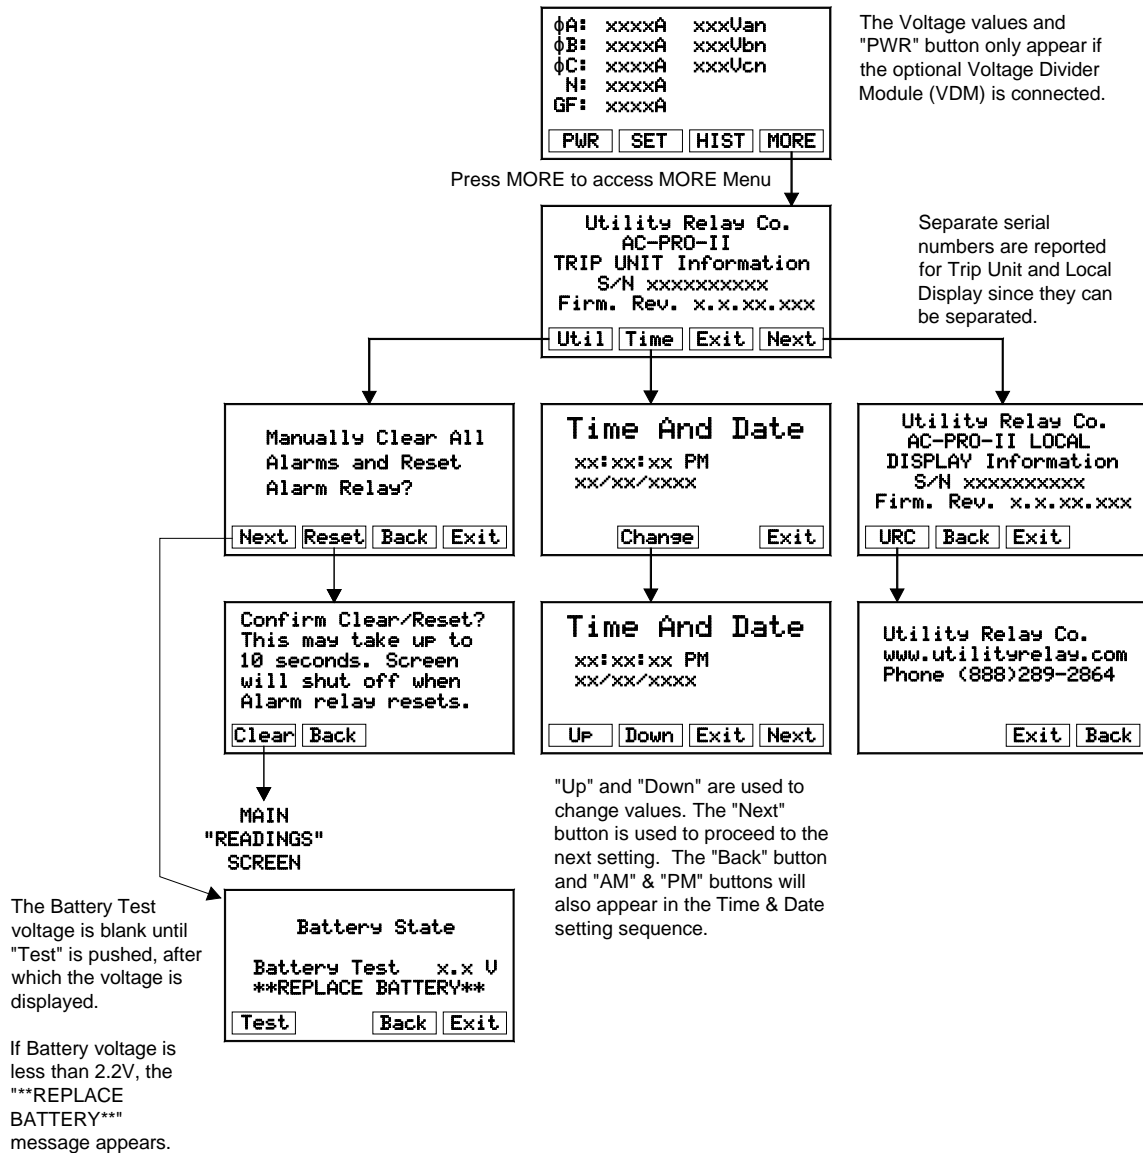 ϕA: xxxxA xxxVan
ϕB: xxxxA xxxVbn
ϕC: xxxxA xxxVcn
N: xxxxA
GF: xxxxA
PWR SET HIST MORE
The Voltage values and
"PWR" button only appear if
the optional Voltage Divider
Module (VDM) is connected.
Press MORE to access MORE Menu
Utility Relay Co.
AC-PRO-II
TRIP UNIT Information
S/N xxxxxxxxxx
Firm. Rev. x.x.xx.xxx
Util Time Exit Next
Separate serial
numbers are reported
for Trip Unit and Local
Display since they can
be separated.
Manually Clear All
Alarms and Reset
Alarm Relay?
Next Reset Back Exit
Time And Date
xx:xx:xx PM
xx/xx/xxxx
Change Exit
Utility Relay Co.
AC-PRO-II LOCAL
DISPLAY Information
S/N xxxxxxxxxx
Firm. Rev. x.x.xx.xxx
URC Back Exit
Confirm Clear/Reset?
This may take up to
10 seconds. Screen
will shut off when
Alarm relay resets.
Clear Back
Time And Date
xx:xx:xx PM
xx/xx/xxxx
Up Down Exit Next
Utility Relay Co.
www.utilityrelay.com
Phone (888)289-2864
Exit Back
MAIN
"READINGS"
SCREEN
"Up" and "Down" are used to
change values. The "Next"
button is used to proceed to the
next setting. The "Back" button
and "AM" & "PM" buttons will
also appear in the Time & Date
setting sequence.
The Battery Test
voltage is blank until
"Test" is pushed, after
which the voltage is
displayed.
If Battery voltage is
less than 2.2V, the
"**REPLACE
BATTERY**"
message appears.
Battery State
Battery Test x.x V
**REPLACE BATTERY**
Test Back Exit